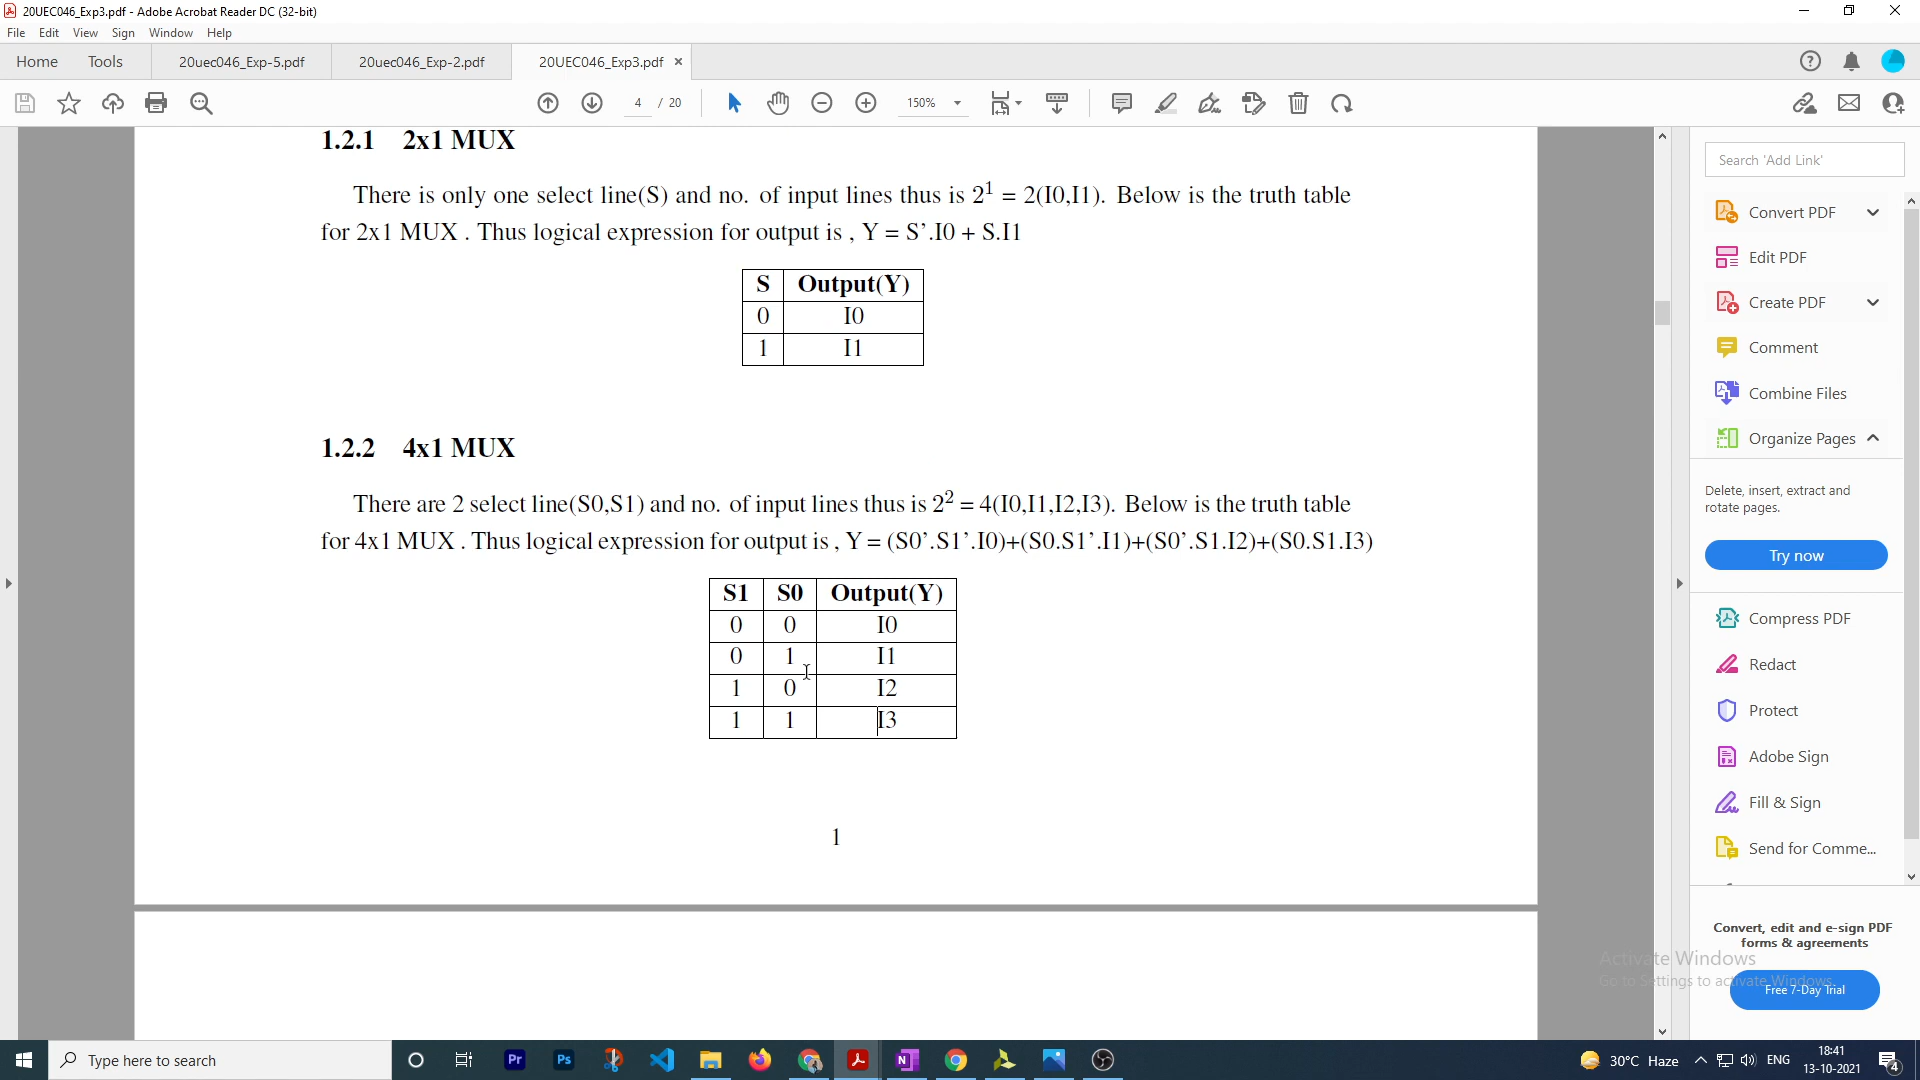 20UEC046_Exp3.pdf - Adobe Acrobat Reader DC (32-bit)
File Edit View Sign Window Help
Home Tools 20uec046_Exp-5.pdf 20uec046_Exp-2.pdf 20UEC046_Exp3.pdf ×
4 / 20 150%
1.2.1 2x1 MUX
There is only one select line(S) and no. of input lines thus is 2¹ = 2(I0,I1). Below is the truth table
for 2x1 MUX . Thus logical expression for output is , Y = S’.I0 + S.I1
S Output(Y)
0 I0
1 I1
1.2.2 4x1 MUX
There are 2 select line(S0,S1) and no. of input lines thus is 2² = 4(I0,I1,I2,I3). Below is the truth table
for 4x1 MUX . Thus logical expression for output is , Y = (S0’.S1’.I0)+(S0.S1’.I1)+(S0’.S1.I2)+(S0.S1.I3)
S1 S0 Output(Y)
0 0 I0
0 1 I1
1 0 I2
1 1 I3
1
Search 'Add Link'
Convert PDF
Edit PDF
Create PDF
Comment
Combine Files
Organize Pages
Delete, insert, extract and
rotate pages.
Try now
Compress PDF
Redact
Protect
Adobe Sign
Fill & Sign
Send for Comme...
Convert, edit and e-sign PDF
forms & agreements
Activate Windows
Go to Settings to activate Windows.
Free 7-Day Trial
Type here to search
Pr Ps
30°C Haze ENG 18:41
13-10-2021
4